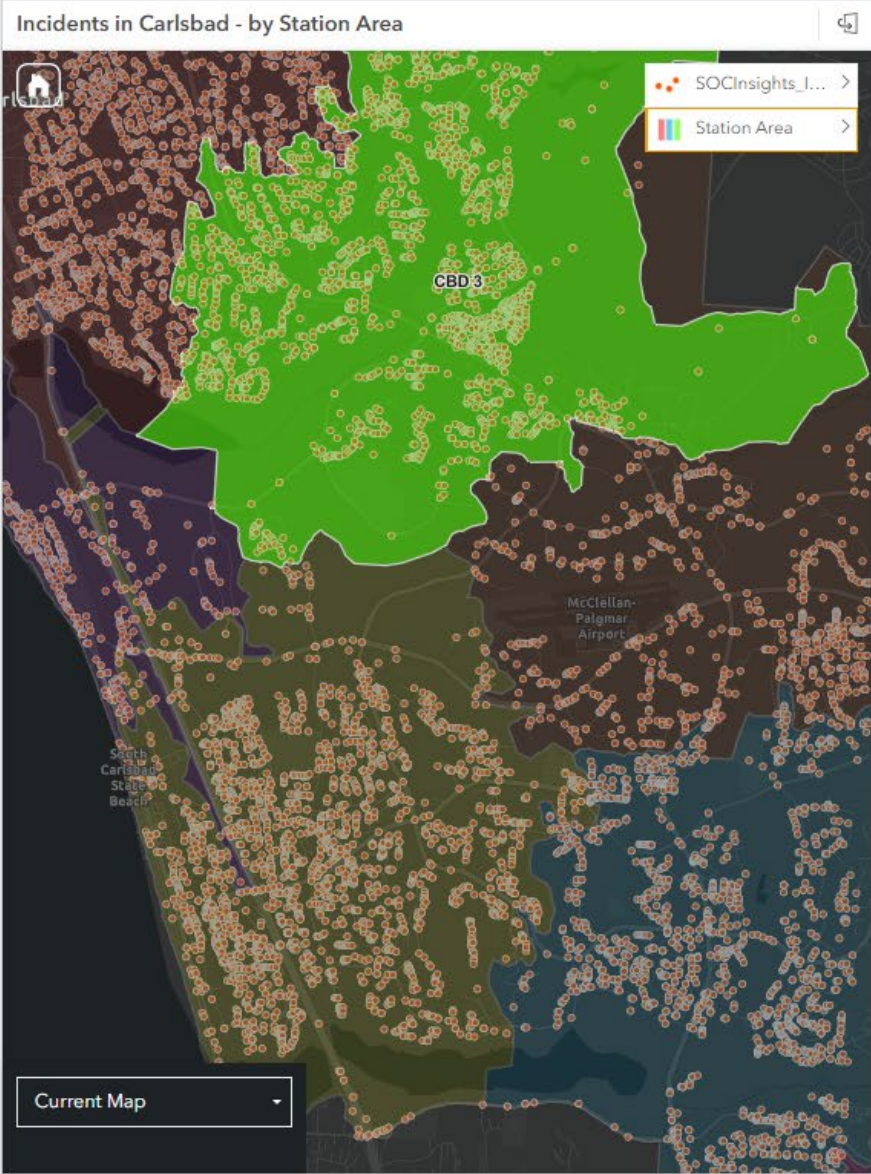 Incidents in Carlsbad - by Station Area
rlsbad
SOCInsights_I...
Station Area
CBD 3
McClellan-
Palomar
Airport
South
Carlsbad
State
Beach
Current Map